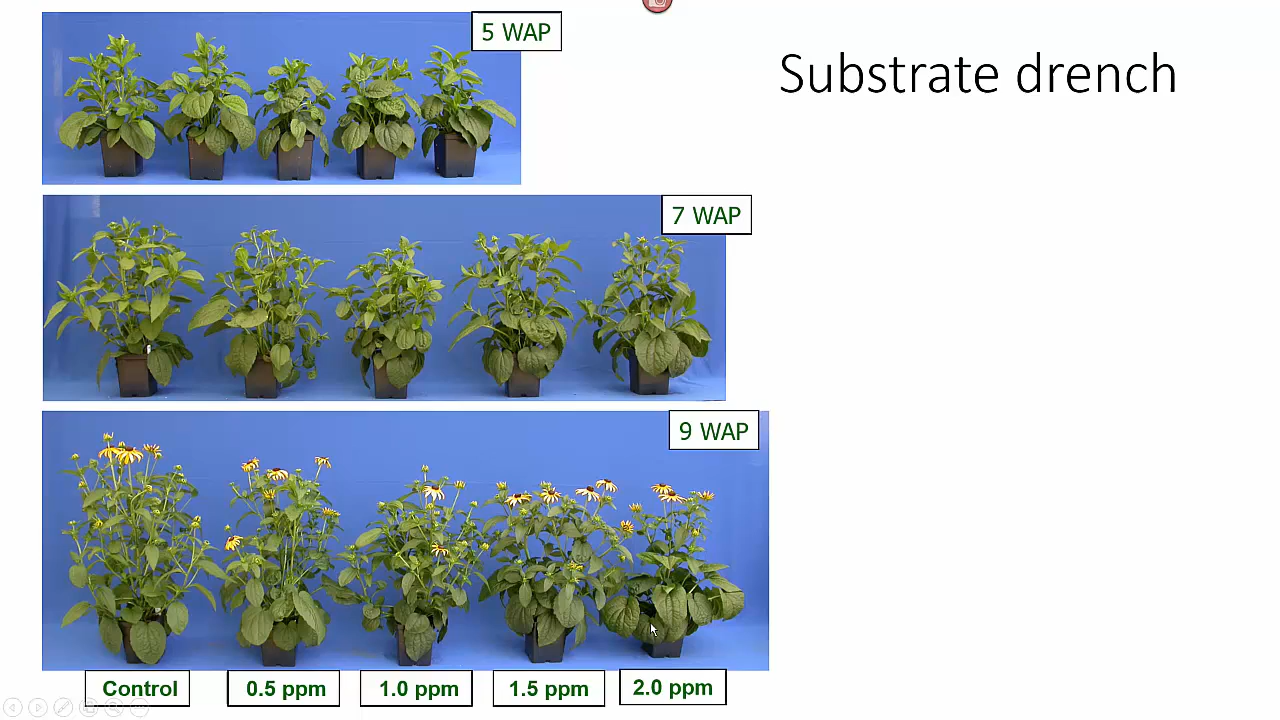 5 WAP
Substrate drench
7 WAP
9 WAP
Control
0.5 ppm
1.0 ppm
1.5 ppm
2.0 ppm